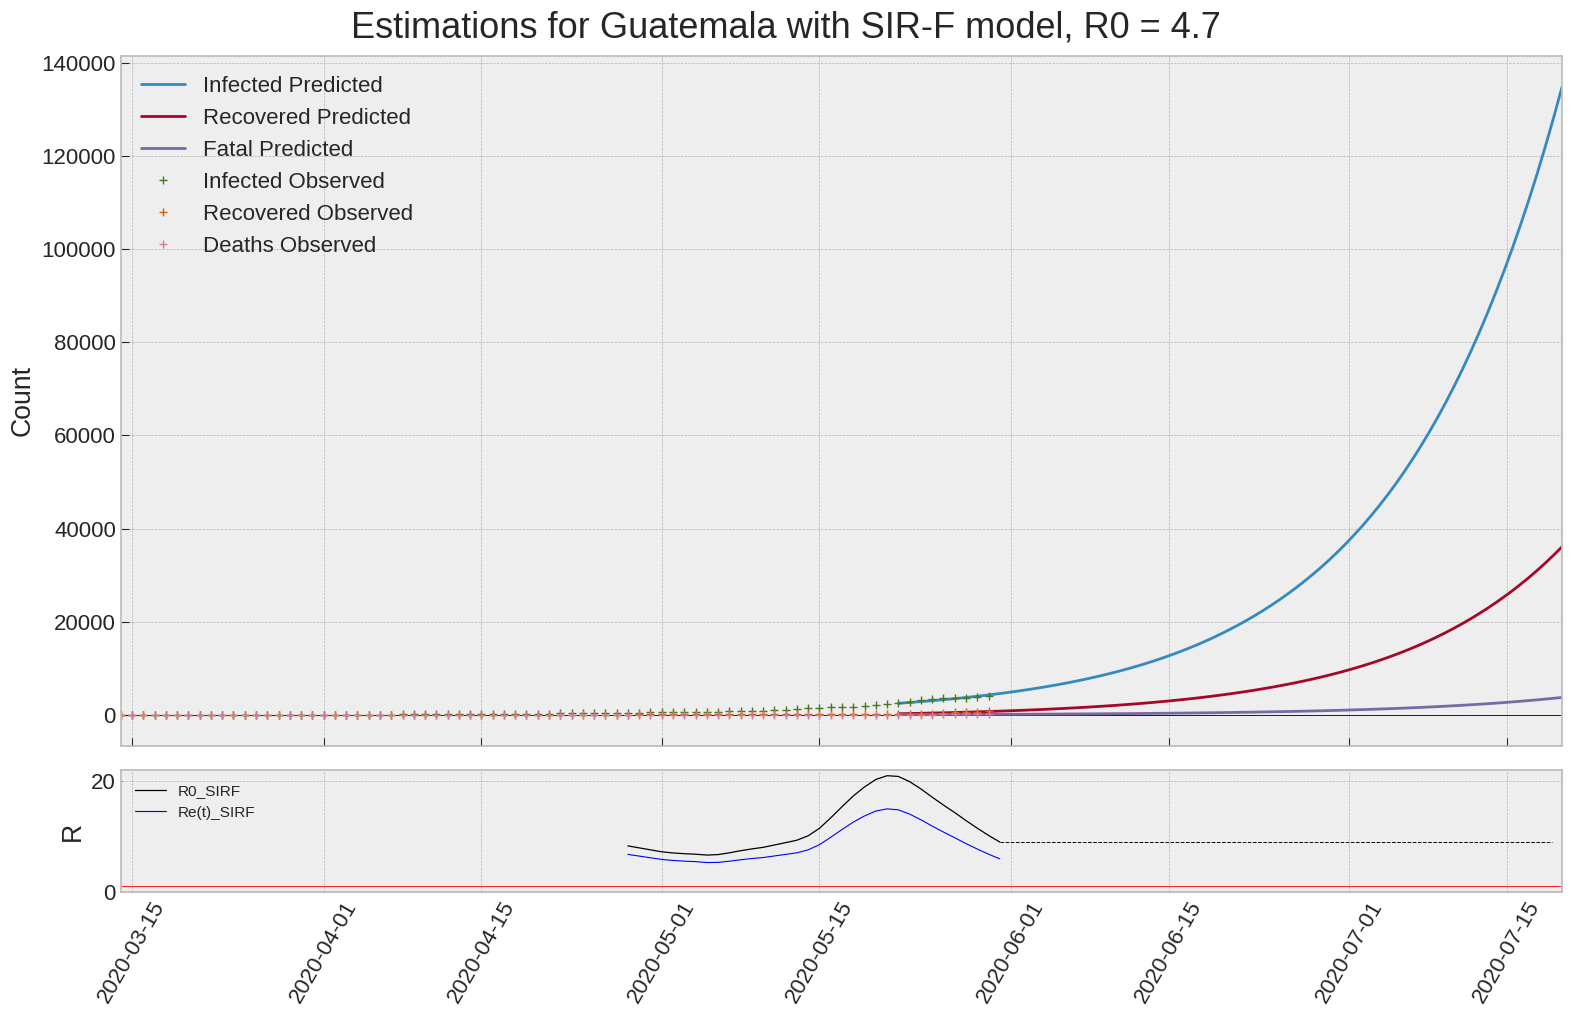 Estimations for Guatemala with SIR-F model, R0 = 4.7
140000
120000
100000
80000
60000
40000
20000
0
Count
Infected Predicted
Recovered Predicted
Fatal Predicted
Infected Observed
Recovered Observed
Deaths Observed
20
0
R
R0_SIRF
Re(t)_SIRF
2020-03-15
2020-04-01
2020-04-15
2020-05-01
2020-05-15
2020-06-01
2020-06-15
2020-07-01
2020-07-15